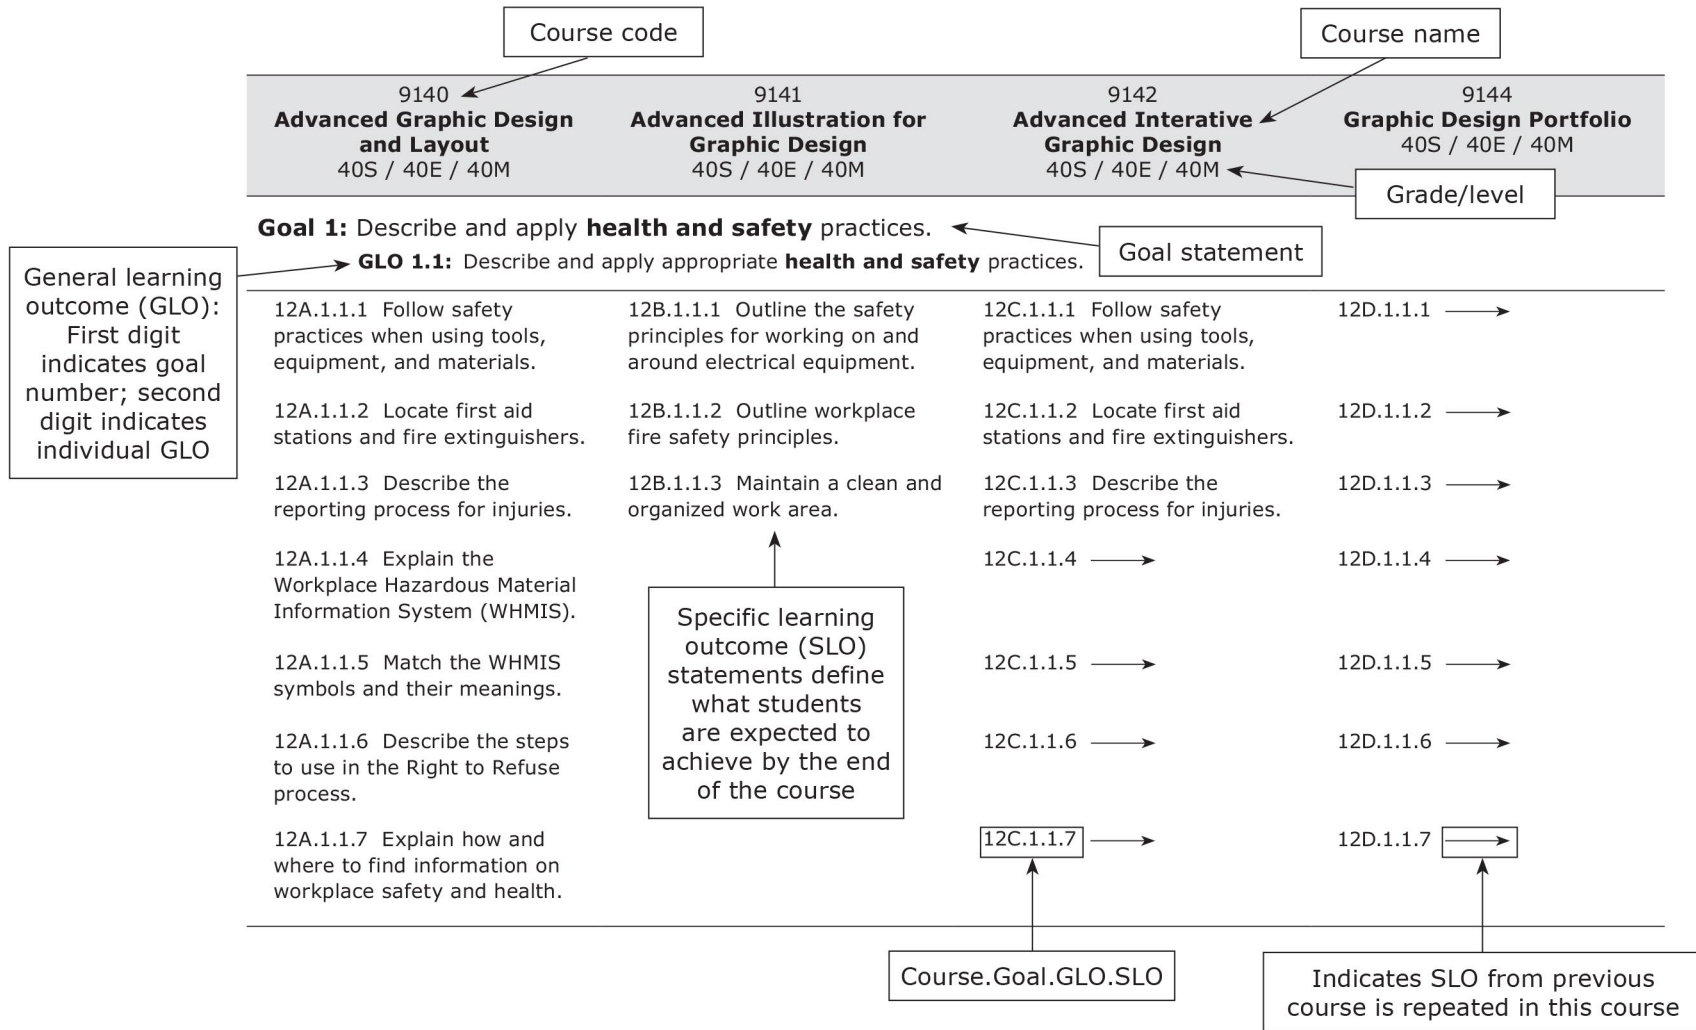 Course code
Course name
9140
Advanced Graphic Design
and Layout
40S / 40E / 40M
9141
Advanced Illustration for
Graphic Design
40S / 40E / 40M
9142
Advanced Interative
Graphic Design
40S / 40E / 40M
9144
Graphic Design Portfolio
40S / 40E / 40M
Grade/level
Goal 1: Describe and apply health and safety practices.
Goal statement
GLO 1.1: Describe and apply appropriate health and safety practices.
General learning
outcome (GLO):
First digit
indicates goal
number; second
digit indicates
individual GLO
12A.1.1.1 Follow safety
practices when using tools,
equipment, and materials.
12B.1.1.1 Outline the safety
principles for working on and
around electrical equipment.
12C.1.1.1 Follow safety
practices when using tools,
equipment, and materials.
12D.1.1.1
12A.1.1.2 Locate first aid
stations and fire extinguishers.
12B.1.1.2 Outline workplace
fire safety principles.
12C.1.1.2 Locate first aid
stations and fire extinguishers.
12D.1.1.2
12A.1.1.3 Describe the
reporting process for injuries.
12B.1.1.3 Maintain a clean and
organized work area.
12C.1.1.3 Describe the
reporting process for injuries.
12D.1.1.3
12A.1.1.4 Explain the
Workplace Hazardous Material
Information System (WHMIS).
12C.1.1.4
12D.1.1.4
Specific learning
outcome (SLO)
statements define
what students
are expected to
achieve by the end
of the course
12A.1.1.5 Match the WHMIS
symbols and their meanings.
12C.1.1.5
12D.1.1.5
12A.1.1.6 Describe the steps
to use in the Right to Refuse
process.
12C.1.1.6
12D.1.1.6
12A.1.1.7 Explain how and
where to find information on
workplace safety and health.
12C.1.1.7
12D.1.1.7
Course.Goal.GLO.SLO
Indicates SLO from previous
course is repeated in this course